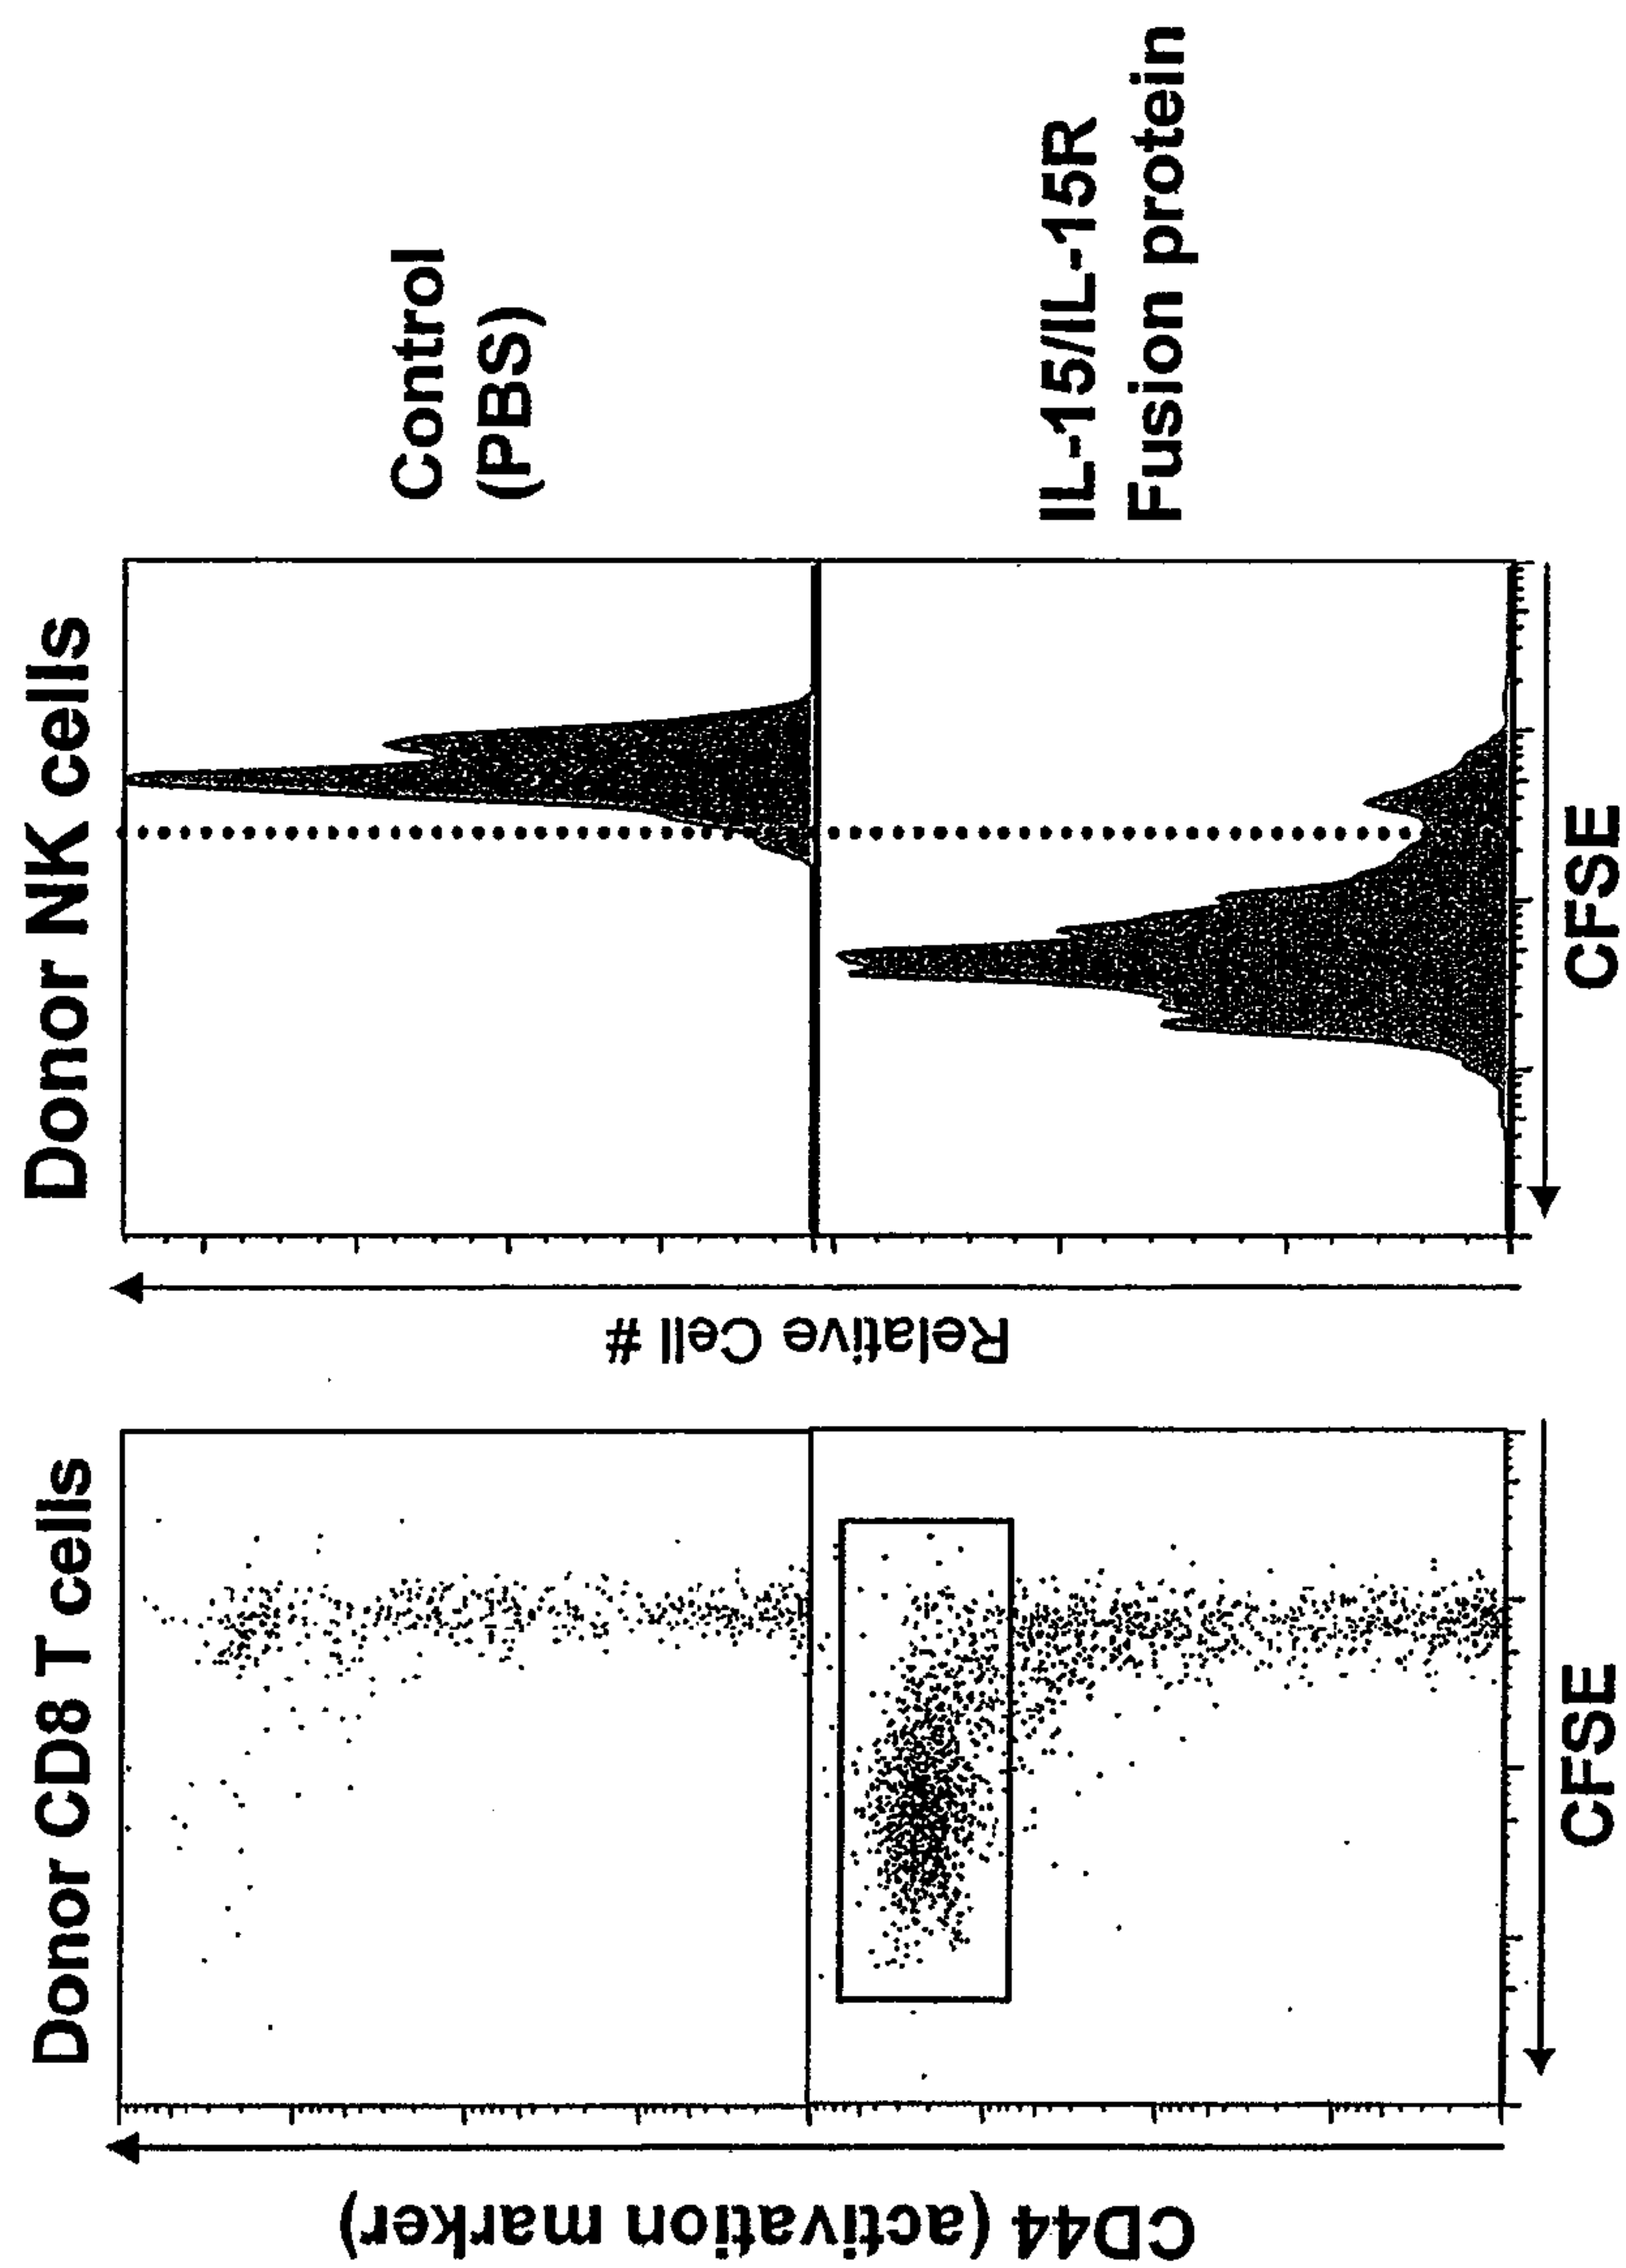 Donor CD8 T cells
Donor NK cells
CD44 (activation marker)
Relative Cell #
Control
(PBS)
IL-15/IL-15R
Fusion protein
CFSE
CFSE